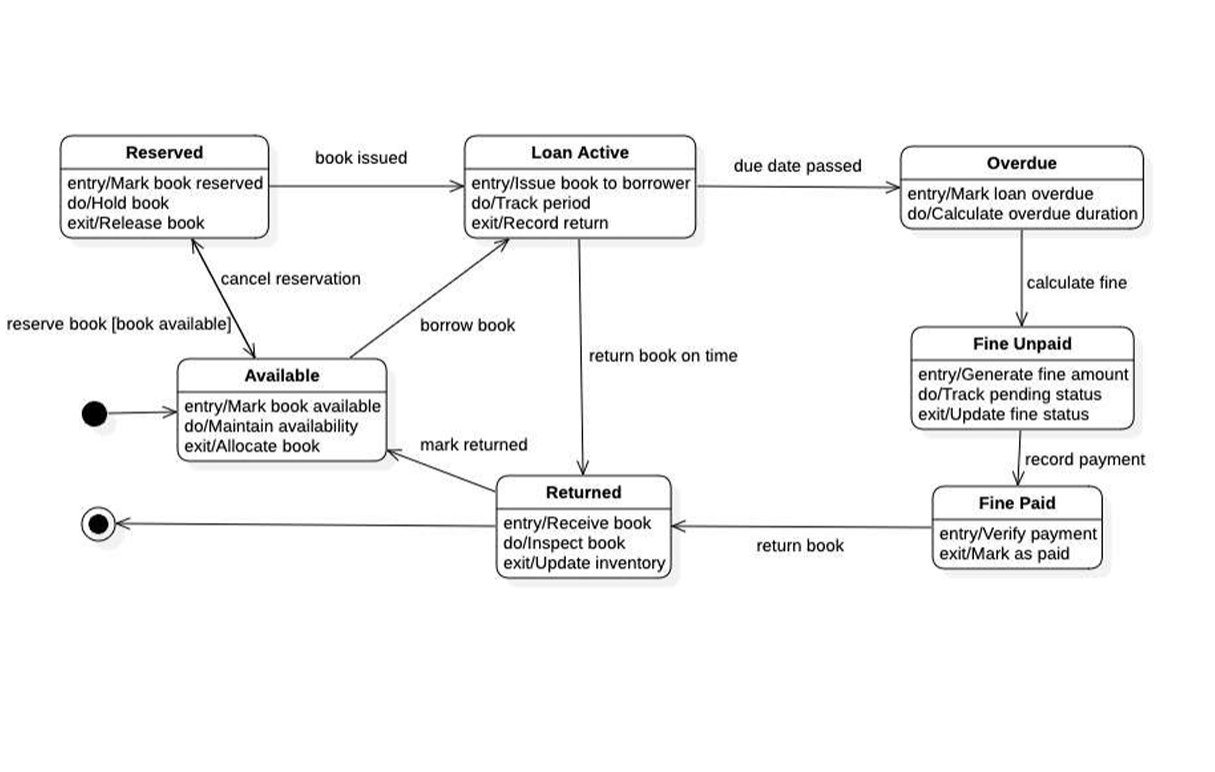 Reserved
entry/Mark book reserved
do/Hold book
exit/Release book
book issued
Loan Active
entry/Issue book to borrower
do/Track period
exit/Record return
due date passed
Overdue
entry/Mark loan overdue
do/Calculate overdue duration
cancel reservation
reserve book [book available]
borrow book
calculate fine
return book on time
Available
entry/Mark book available
do/Maintain availability
exit/Allocate book
Fine Unpaid
entry/Generate fine amount
do/Track pending status
exit/Update fine status
mark returned
record payment
Returned
entry/Receive book
do/Inspect book
exit/Update inventory
return book
Fine Paid
entry/Verify payment
exit/Mark as paid